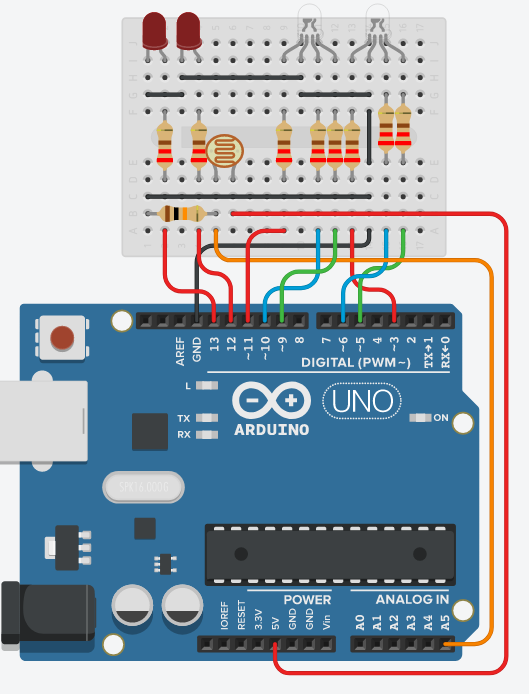 J
I
H
G
F
E
D
C
B
A
AREF
GND
13
12
~11
~10
~9
8
7
~6
~5
4
~3
2
TX→1
RX←0
DIGITAL (PWM~)
L
TX
RX
UNO
ON
ARDUINO
POWER
ANALOG IN
IOREF
RESET
3.3V
5V
GND
GND
Vin
A0
A1
A2
A3
A4
A5